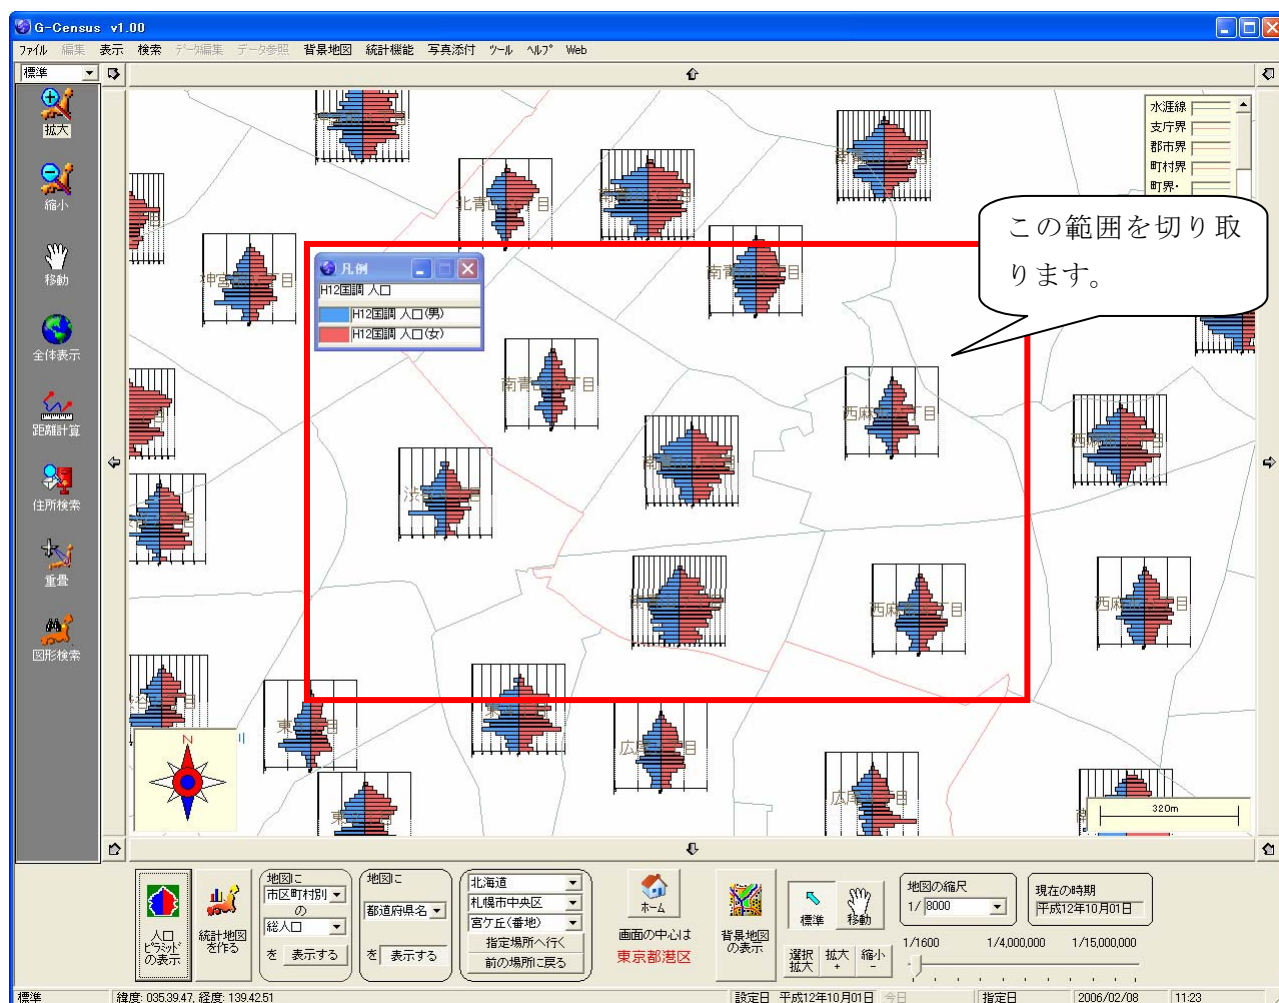 G-Census v1.00
ファイル 編集 表示 検索 データ編集 データ参照 背景地図 統計機能 写真添付 ツール ヘルプ Web
標準
拡大
縮小
移動
全体表示
距離計算
住所検索
重畳
図形検索
水涯線
支庁界
郡市界
町村界
町界・
この範囲を切り取
ります。
凡例
H12国調 人口
H12国調 人口(男)
H12国調 人口(女)
N
320m
人口
ピラミッド
の表示
統計地図
を作る
地図に
市区町村別
の
総人口
を 表示する
地図に
都道府県名
を 表示する
北海道
札幌市中央区
宮ケ丘(番地)
指定場所へ行く
前の場所に戻る
ホーム
画面の中心は
東京都港区
背景地図
の表示
標準 移動
選択
拡大
拡大
+
縮小
-
地図の縮尺
1/ 8000
現在の時期
平成12年10月01日
1/1600 1/4,000,000 1/15,000,000
標準 緯度: 035.39.47, 経度: 139.42.51 設定日 平成12年10月01日 今日 指定日 2006/02/08 11:23